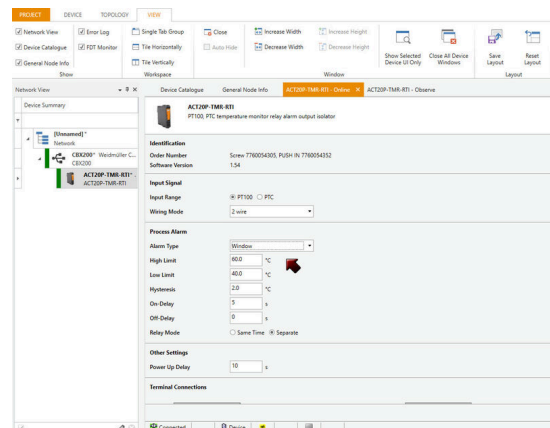 PROJECT DEVICE TOPOLOGY VIEW
Network View Error Log Single Tab Group Close Increase Width Increase Height
Device Catalogue FDT Monitor Tile Horizontally Auto Hide Decrease Width Decrease Height Show Selected Device UI Only Close All Device Windows Save Layout Reset Layout
General Node Info Tile Vertically
Show Workspace Window Layout
Network View Device Catalogue General Node Info ACT20P-TMR-RTI - Online ACT20P-TMR-RTI - Observe
Device Summary
ACT20P-TMR-RTI
PT100, PTC temperature monitor relay alarm output isolator
[Unnamed]*
Network
CBX200* Weidmüller C...
CBX200
ACT20P-TMR-RTI* .
ACT20P-TMR-RTI
Identification
Order Number Screw 7760054305, PUSH IN 7760054352
Software Version 1.54
Input Signal
Input Range PT100 PTC
Wiring Mode 2 wire
Process Alarm
Alarm Type Window
High Limit 60.0 °C
Low Limit 40.0 °C
Hysteresis 2.0 °C
On-Delay 5 s
Off-Delay 0 s
Relay Mode Same Time Separate
Other Settings
Power Up Delay 10 s
Terminal Connections
Connected Device